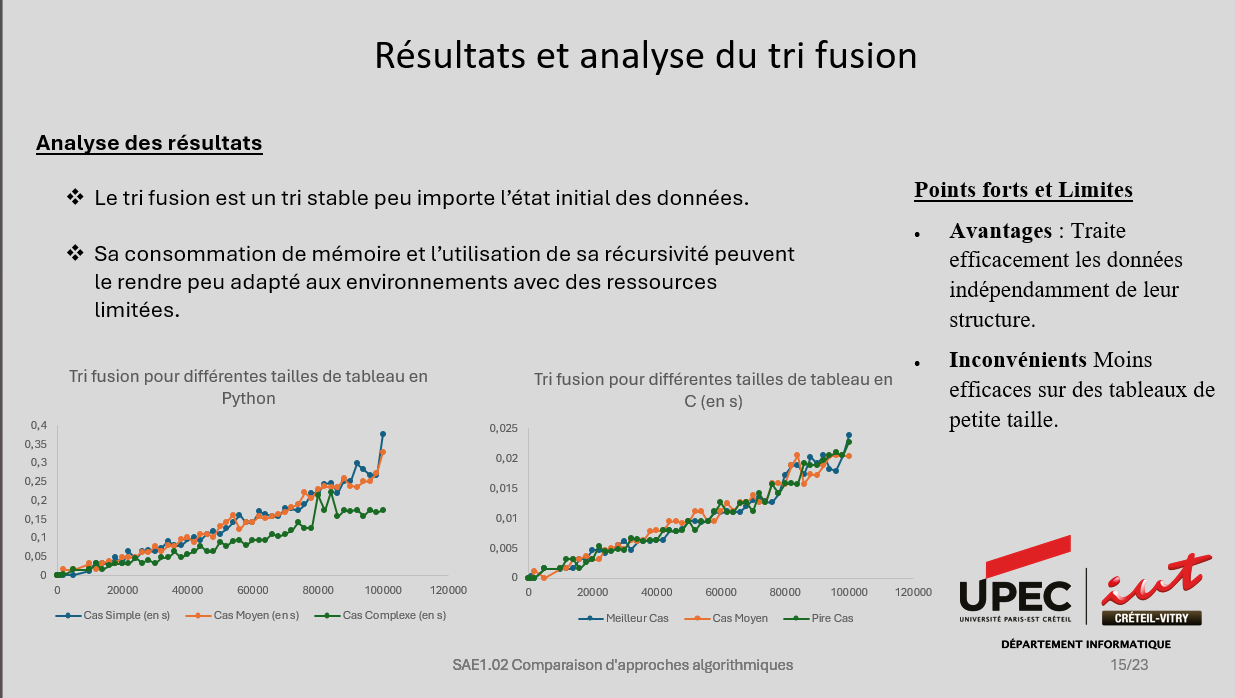 Résultats et analyse du tri fusion
Analyse des résultats
❖ Le tri fusion est un tri stable peu importe l’état initial des données.
❖ Sa consommation de mémoire et l’utilisation de sa récursivité peuvent
le rendre peu adapté aux environnements avec des ressources
limitées.
Points forts et Limites
• Avantages : Traite
efficacement les données
indépendamment de leur
structure.
• Inconvénients Moins
efficaces sur des tableaux de
petite taille.
Tri fusion pour différentes tailles de tableau en
Python
0,4
0,35
0,3
0,25
0,2
0,15
0,1
0,05
0
0 20000 40000 60000 80000 100000 120000
Cas Simple (en s) Cas Moyen (en s) Cas Complexe (en s)
Tri fusion pour différentes tailles de tableau en
C (en s)
0,025
0,02
0,015
0,01
0,005
0
0 20000 40000 60000 80000 100000 120000
Meilleur Cas Cas Moyen Pire Cas
UPEC
UNIVERSITÉ PARIS-EST CRÉTEIL
iut
CRÉTEIL-VITRY
DÉPARTEMENT INFORMATIQUE
SAE1.02 Comparaison d'approches algorithmiques
15/23